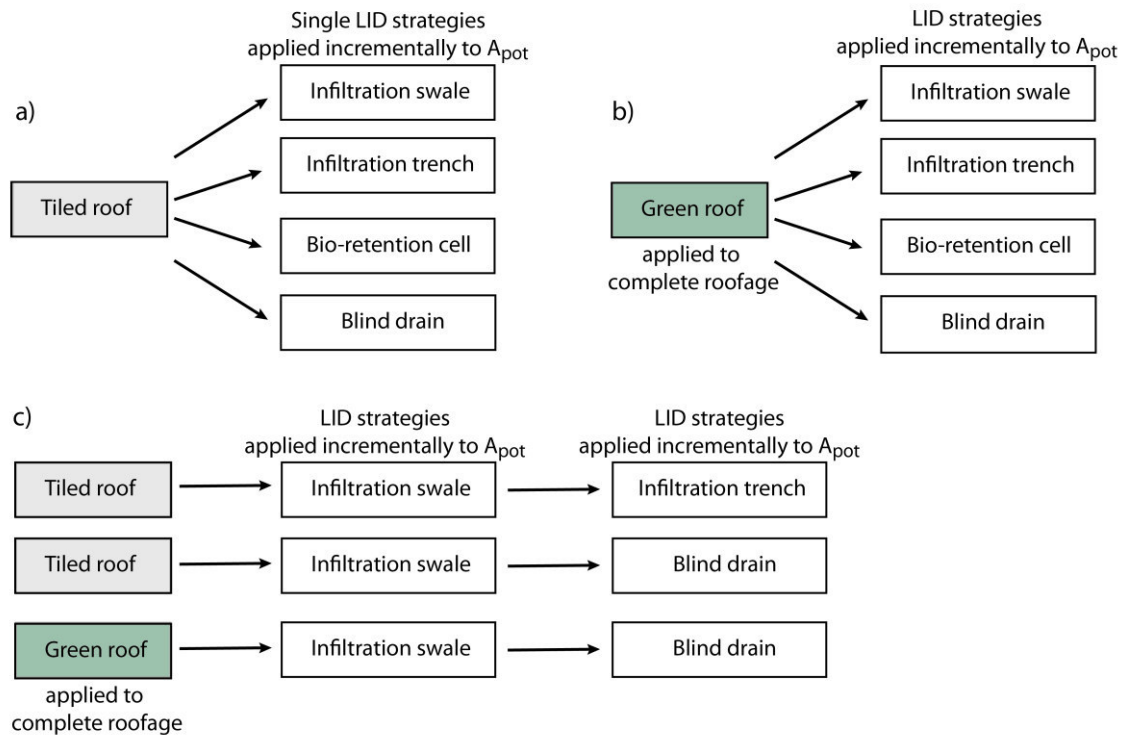 a)
Single LID strategies
applied incrementally to Apot
Tiled roof
Infiltration swale
Infiltration trench
Bio-retention cell
Blind drain
b)
LID strategies
applied incrementally to Apot
Green roof
applied to
complete roofage
Infiltration swale
Infiltration trench
Bio-retention cell
Blind drain
c)
LID strategies
applied incrementally to Apot
LID strategies
applied incrementally to Apot
Tiled roof
Infiltration swale
Infiltration trench
Tiled roof
Infiltration swale
Blind drain
Green roof
applied to
complete roofage
Infiltration swale
Blind drain